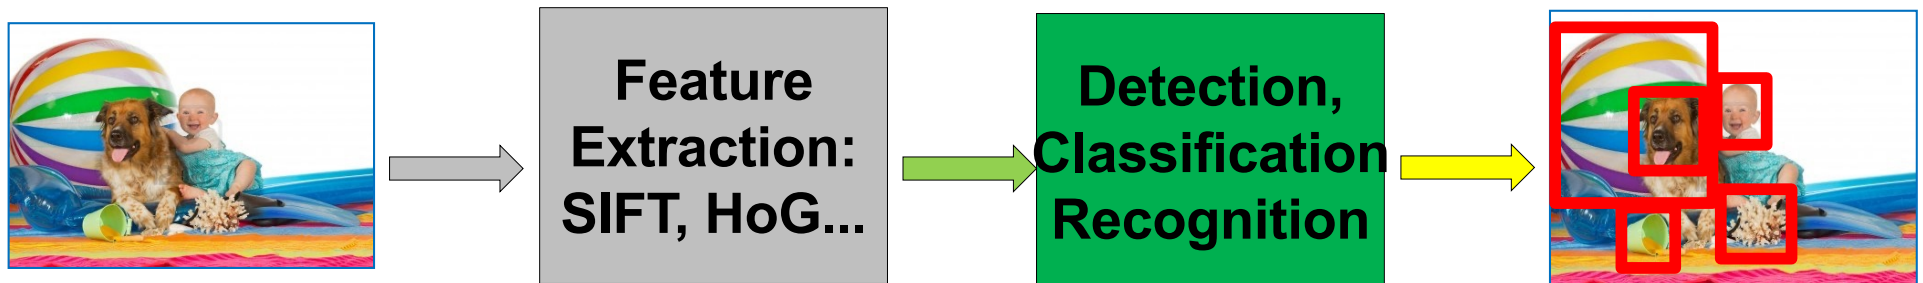 Feature
Extraction:
SIFT, HoG...
Detection,
Classification
Recognition